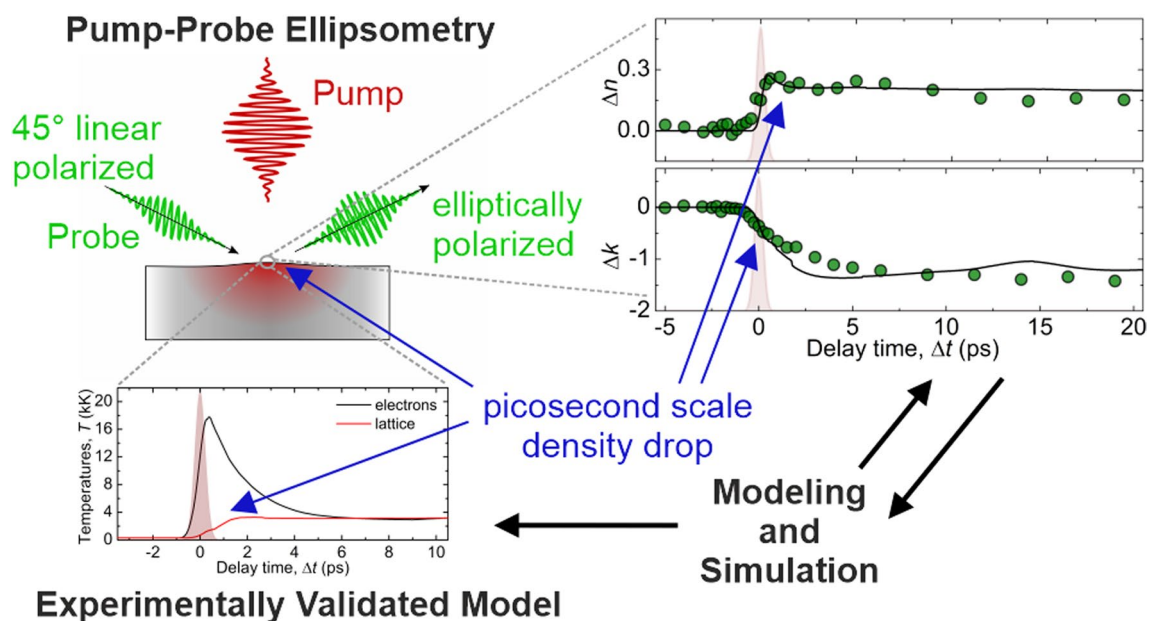 Pump-Probe Ellipsometry
Pump
45° linear
polarized
Probe
elliptically
polarized
0.3
0.0
Δn
0
-1
-2
Δk
-5
0
5
10
15
20
Delay time, Δt (ps)
picosecond scale
density drop
20
16
12
8
4
0
Temperatures, T (kK)
electrons
lattice
-2
0
2
4
6
8
10
Delay time, Δt (ps)
Modeling
and
Simulation
Experimentally Validated Model